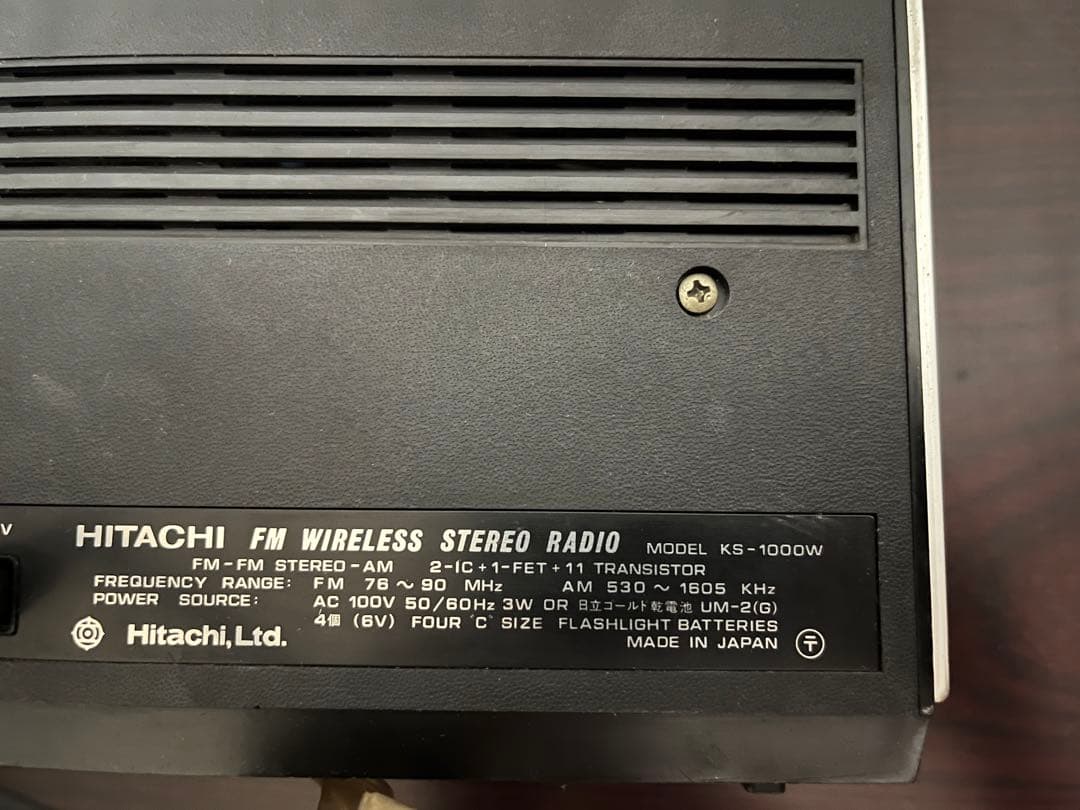 V
HITACHI FM WIRELESS STEREO RADIO MODEL KS-1000W
FM-FM STEREO-AM 2-IC+1-FET+11 TRANSISTOR
FREQUENCY RANGE: FM 76～90 MHz AM 530～1605 KHz
POWER SOURCE: AC 100V 50/60Hz 3W OR 日立ゴールド乾電池 UM-2(G)
4個 (6V) FOUR "C" SIZE FLASHLIGHT BATTERIES
Hitachi,Ltd. MADE IN JAPAN 〒